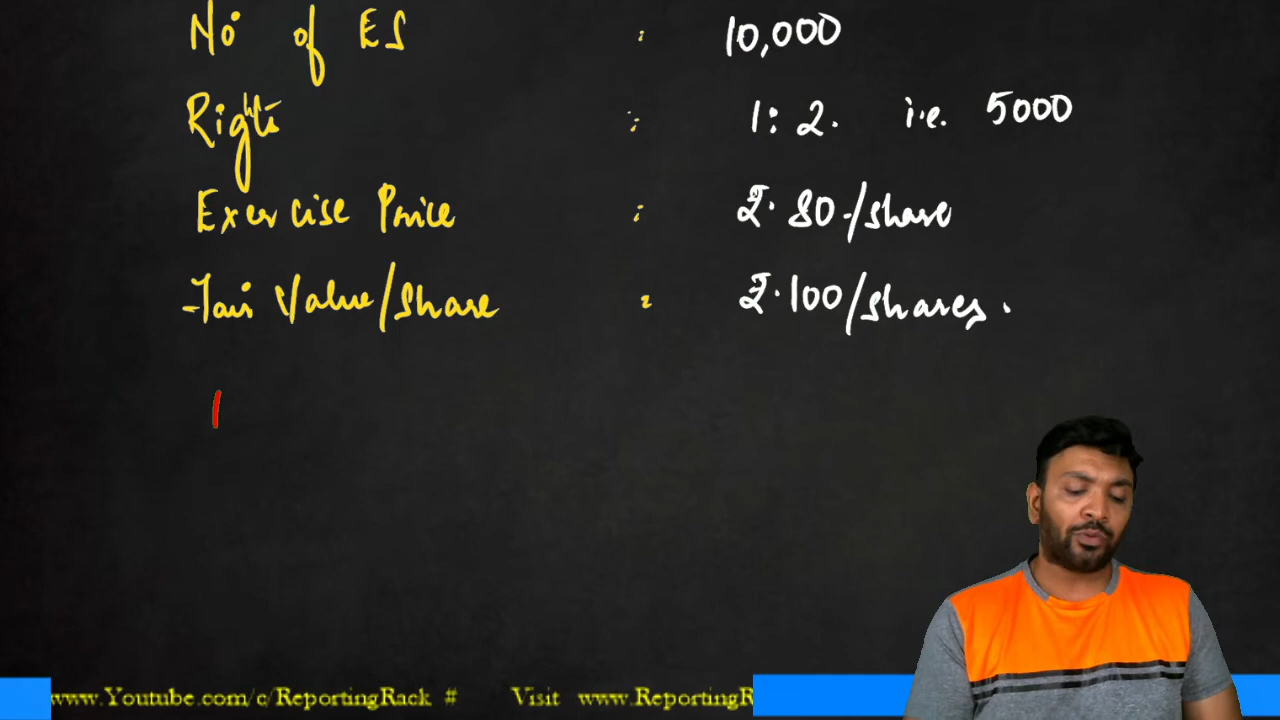 No of ES : 10,000
Rights : 1:2. i.e. 5000
Exercise Price : ₹.80./share
Fair Value/Share : ₹.100/shares.
www.Youtube.com/c/ReportingRack # Visit www.ReportingR